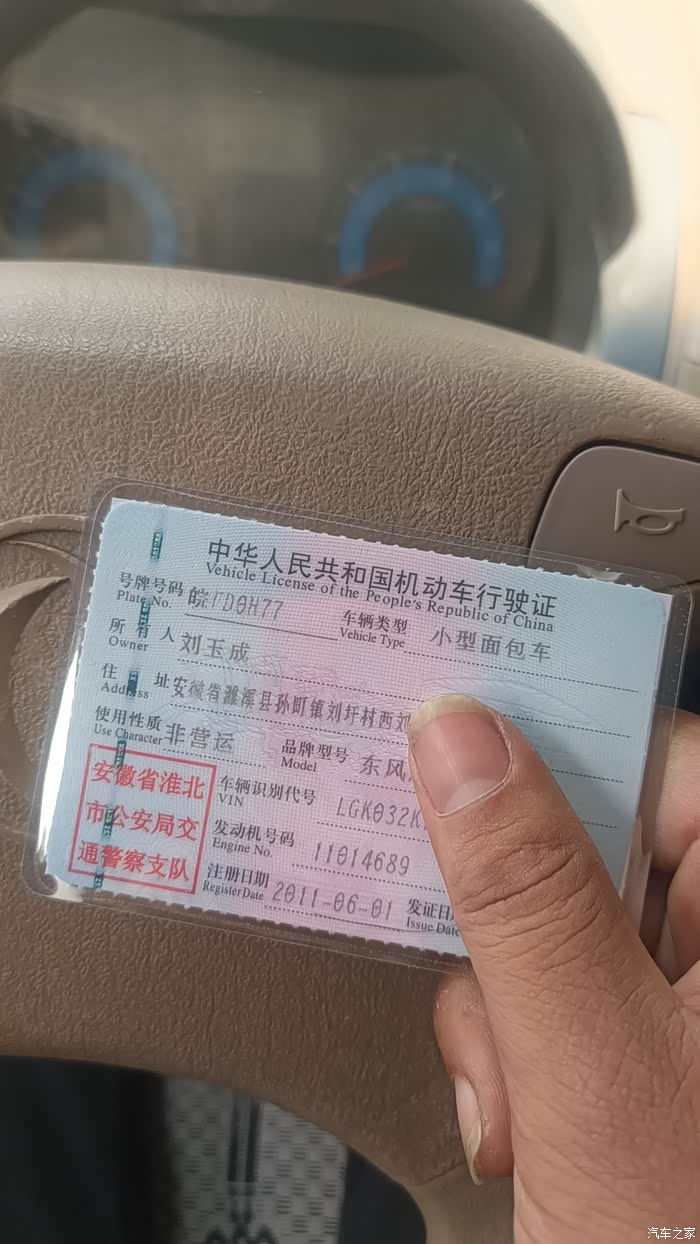 中华人民共和国机动车行驶证
Vehicle License of the People's Republic of China
号牌号码 皖FD0H77 车辆类型 小型面包车
Plate No. Vehicle Type
所有人 刘玉成
Owner
住址 安徽省濉溪县孙町镇刘圩村西刘
Address
使用性质 非营运 品牌型号 东风
Use Character Model
安徽省淮北
市公安局交
通警察支队
车辆识别代号 LGK032K
VIN
发动机号码 11014689
Engine No.
注册日期 2011-06-01 发证日
Register Date Issue Date
汽车之家